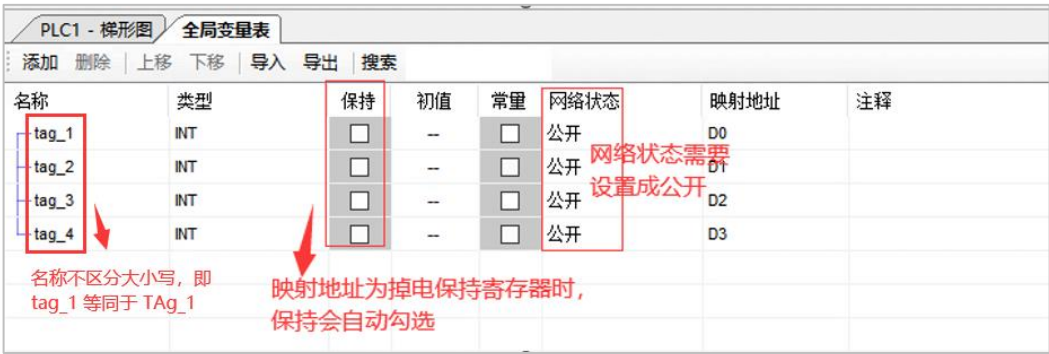 PLC1 - 梯形图 全局变量表
添加 删除 上移 下移 导入 导出 搜索
名称 类型 保持 初值 常量 网络状态 映射地址 注释
tag_1 INT -- 公开 D0
tag_2 INT -- 公开 D1
tag_3 INT -- 公开 D2
tag_4 INT -- 公开 D3
网络状态需要
设置成公开
名称不区分大小写，即
tag_1 等同于 TAg_1
映射地址为掉电保持寄存器时，
保持会自动勾选